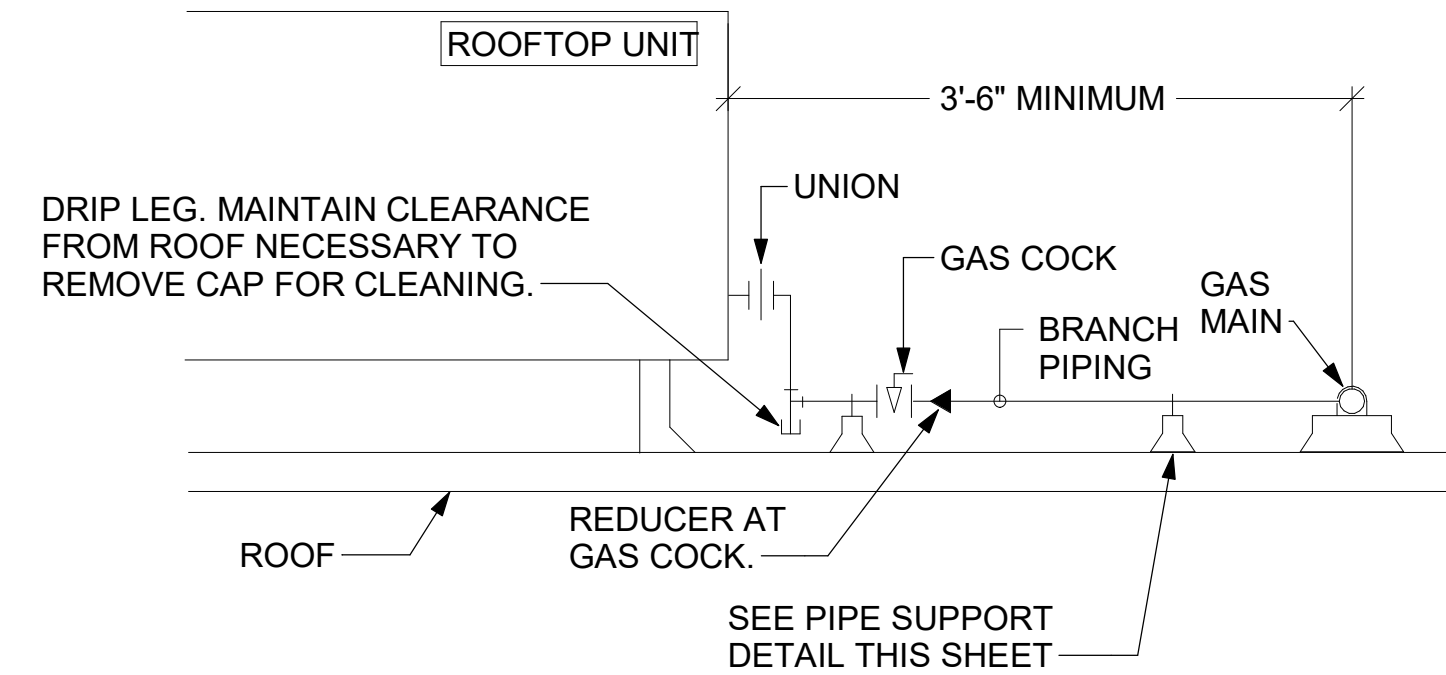 ROOFTOP UNIT
3'-6" MINIMUM
UNION
DRIP LEG. MAINTAIN CLEARANCE
FROM ROOF NECESSARY TO
REMOVE CAP FOR CLEANING.
GAS COCK
GAS
MAIN
BRANCH
PIPING
REDUCER AT
GAS COCK.
ROOF
SEE PIPE SUPPORT
DETAIL THIS SHEET